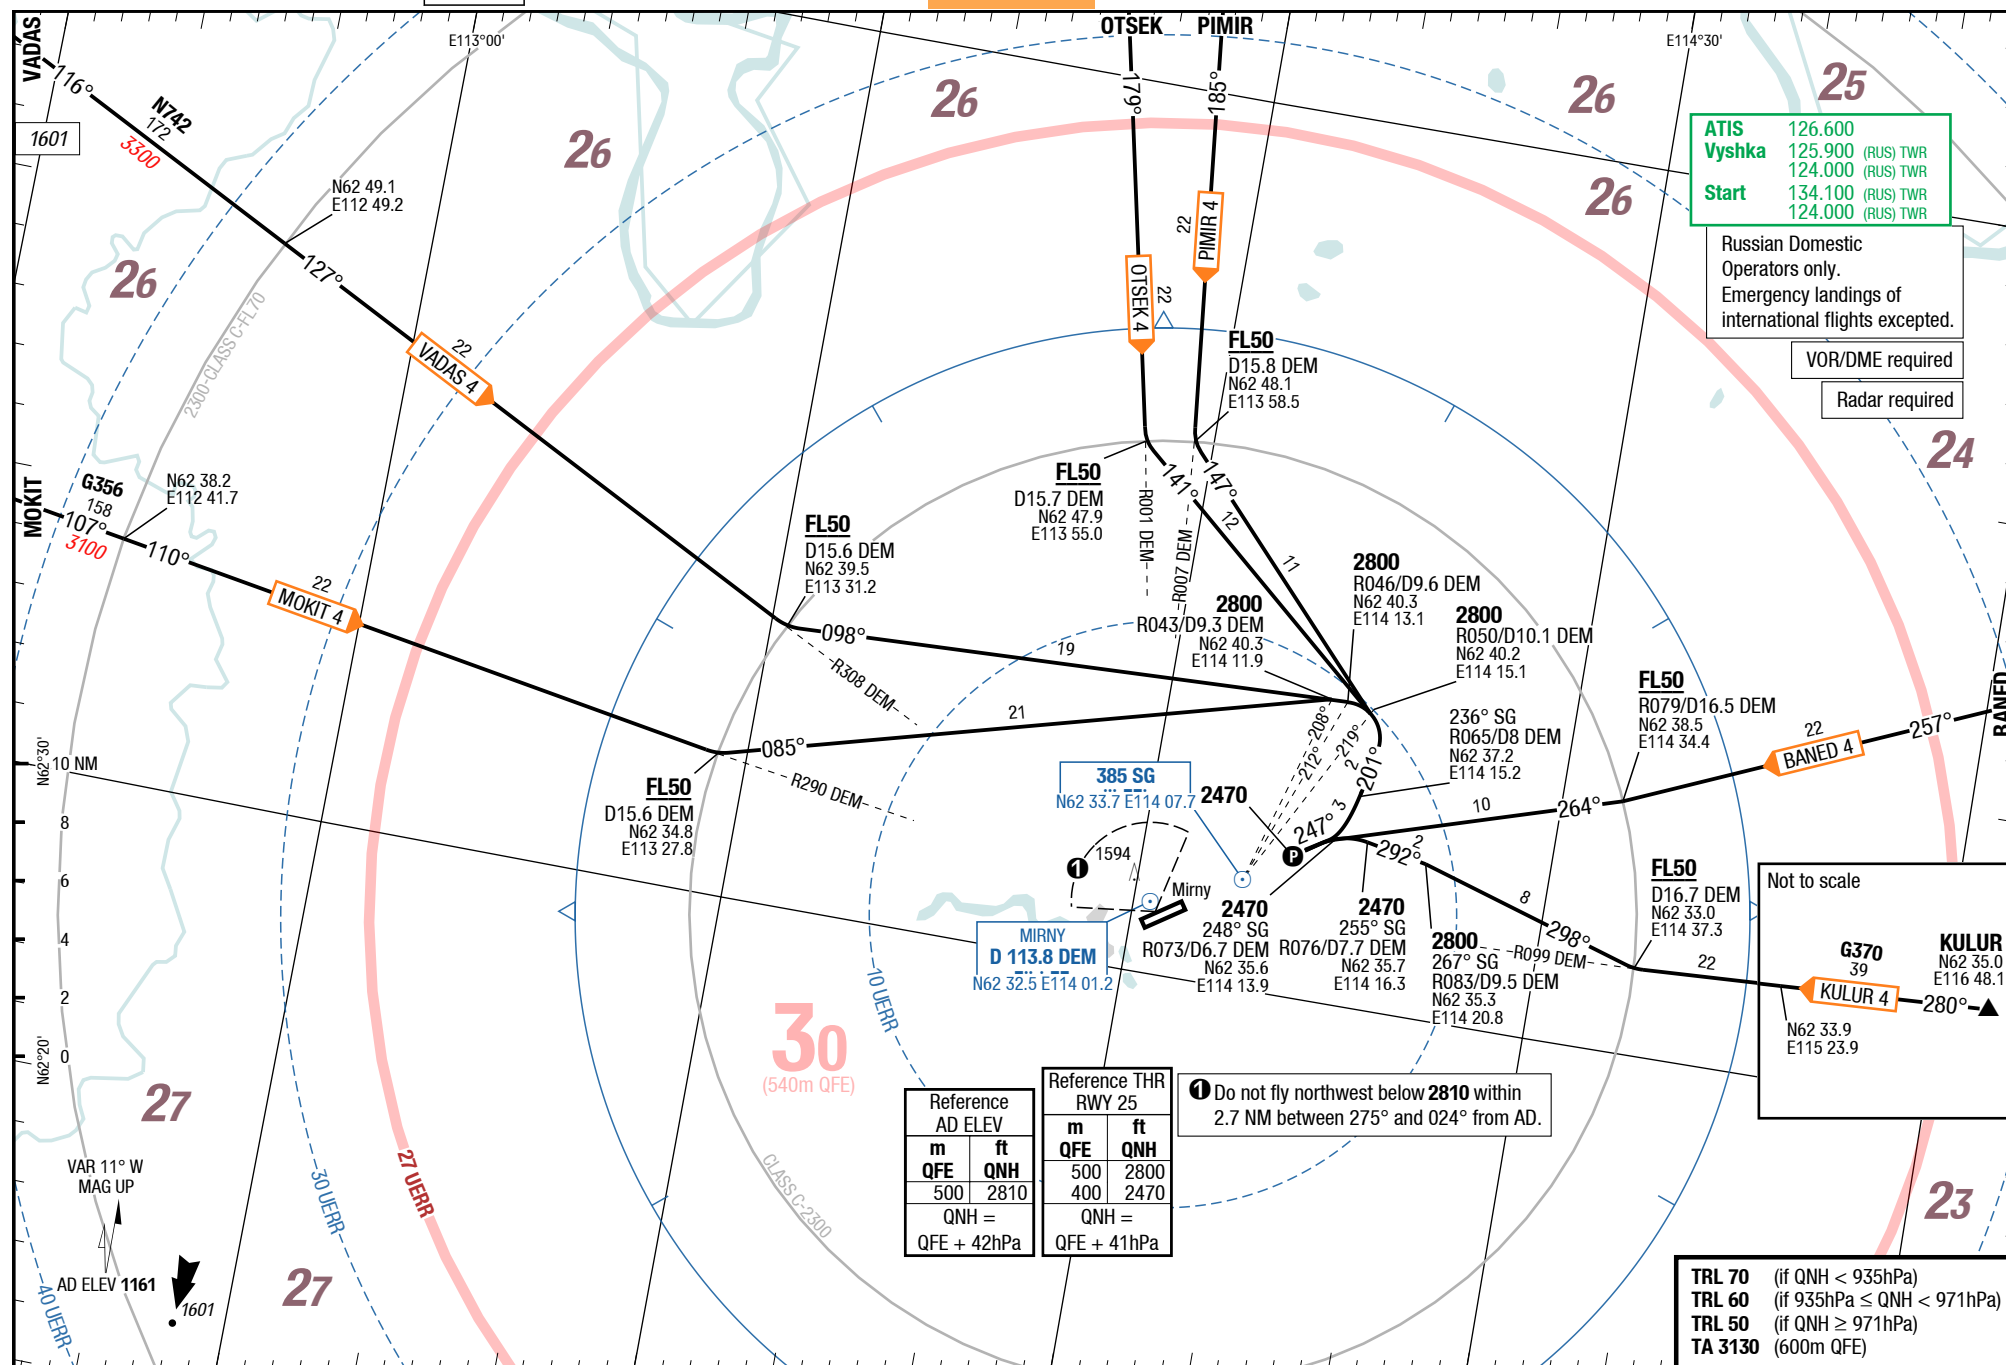 VADAS
116°
N742
172
3300
1601
E113°00'
OTSEK
PIMIR
179°
185°
E114°30'
26
26
26
25
26
26
ATIS 126.600
Vyshka 125.900 (RUS) TWR
124.000 (RUS) TWR
Start 134.100 (RUS) TWR
124.000 (RUS) TWR
Russian Domestic
Operators only.
Emergency landings of
international flights excepted.
VOR/DME required
Radar required
N62 49.1
E112 49.2
127°
2300-CLASS C-FL70
22
VADAS 4
22
PIMIR 4
OTSEK 4
22
FL50
D15.8 DEM
N62 48.1
E113 58.5
24
MOKIT
G356
158
107°
3100
N62 38.2
E112 41.7
110°
22
MOKIT 4
FL50
D15.7 DEM
N62 47.9
E113 55.0
141°
147°
12
11
R001 DEM
R007 DEM
FL50
D15.6 DEM
N62 39.5
E113 31.2
098°
R308 DEM
19
2800
R043/D9.3 DEM
N62 40.3
E114 11.9
2800
R046/D9.6 DEM
N62 40.3
E114 13.1
2800
R050/D10.1 DEM
N62 40.2
E114 15.1
236° SG
R065/D8 DEM
N62 37.2
E114 15.2
FL50
R079/D16.5 DEM
N62 38.5
E114 34.4
22
BANED 4
257°
BANED
21
085°
R290 DEM
FL50
D15.6 DEM
N62 34.8
E113 27.8
208°
212°
219°
2
201°
3
247°
10
264°
2
292°
8
298°
385 SG
N62 33.7 E114 07.7
2470
P
1
1594
Mirny
MIRNY
D 113.8 DEM
N62 32.5 E114 01.2
2470
248° SG
R073/D6.7 DEM
N62 35.6
E114 13.9
2470
255° SG
R076/D7.7 DEM
N62 35.7
E114 16.3
2800
267° SG
R083/D9.5 DEM
N62 35.3
E114 20.8
R099 DEM
FL50
D16.7 DEM
N62 33.0
E114 37.3
22
Not to scale
G370
39
KULUR 4
KULUR
N62 35.0
E116 48.1
280°
N62 33.9
E115 23.9
N62°30'
10 NM
8
6
4
2
0
N62°20'
10 UERR
30
(540m QFE)
CLASS C-2300
27
27
23
27 UERR
30 UERR
40 UERR
VAR 11° W
MAG UP
AD ELEV 1161
1601
Reference
AD ELEV
m ft
QFE QNH
500 2810
QNH =
QFE + 42hPa
Reference THR
RWY 25
m ft
QFE QNH
500 2800
400 2470
QNH =
QFE + 41hPa
1 Do not fly northwest below 2810 within
2.7 NM between 275° and 024° from AD.
TRL 70 (if QNH < 935hPa)
TRL 60 (if 935hPa ≤ QNH < 971hPa)
TRL 50 (if QNH ≥ 971hPa)
TA 3130 (600m QFE)